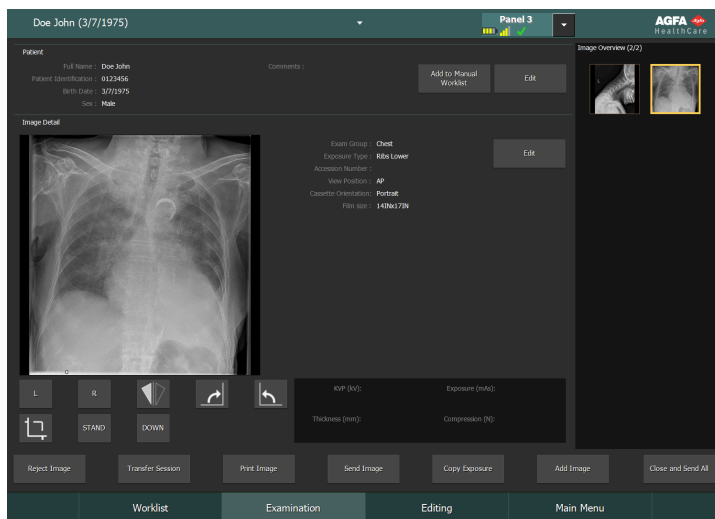 Doe John (3/7/1975)
Panel 3
AGFA
HealthCare
Patient
Full Name : Doe John
Patient Identification : 0123456
Birth Date : 3/7/1975
Sex : Male
Comments :
Add to Manual
Worklist
Edit
Image Overview (2/2)
Image Detail
Exam Group : Chest
Exposure Type : Ribs Lower
Accession Number :
View Position : AP
Cassette Orientation: Portrait
Film size : 14INx17IN
Edit
L
R
STAND
DOWN
KVP (kV):
Exposure (mAs):
Thickness (mm):
Compression (N):
Reject Image
Transfer Session
Print Image
Send Image
Copy Exposure
Add Image
Close and Send All
Worklist
Examination
Editing
Main Menu